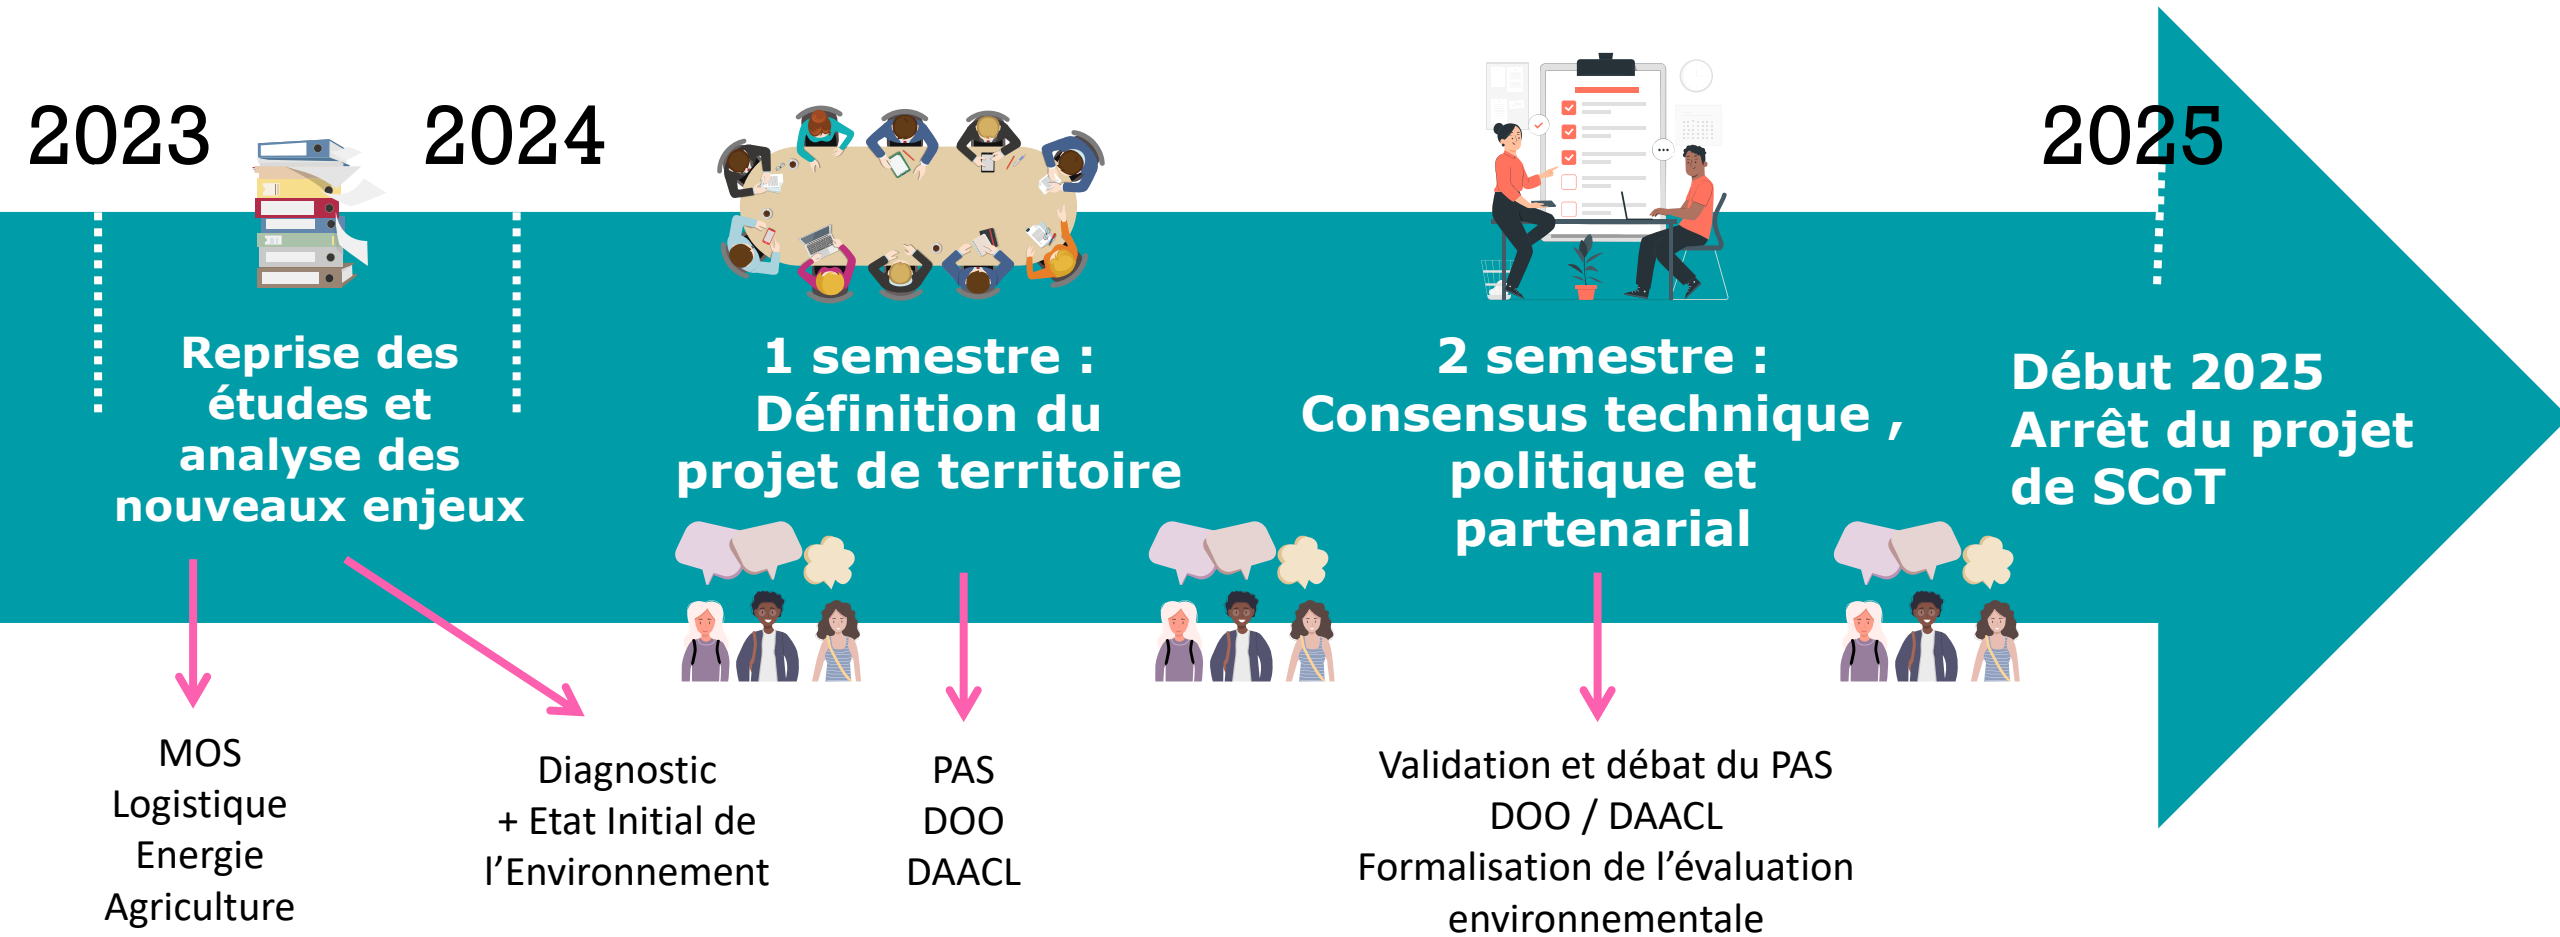 2023
2024
2025
Reprise des
études et
analyse des
nouveaux enjeux
1 semestre :
Définition du
projet de territoire
2 semestre :
Consensus technique ,
politique et
partenarial
Début 2025
Arrêt du projet
de SCoT
MOS
Logistique
Energie
Agriculture
Diagnostic
+ Etat Initial de
l’Environnement
PAS
DOO
DAACL
Validation et débat du PAS
DOO / DAACL
Formalisation de l’évaluation
environnementale